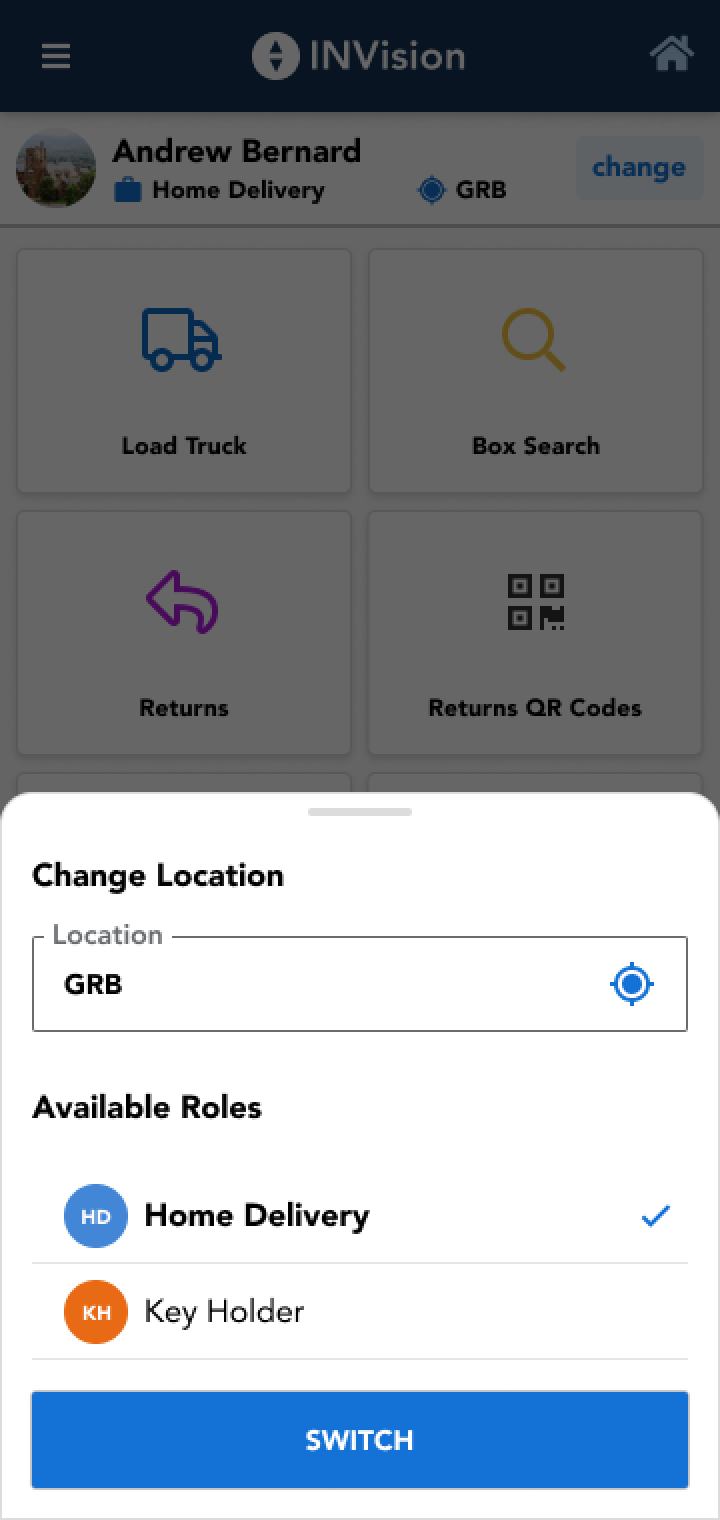 INVision
Andrew Bernard
Home Delivery GRB
change
Load Truck
Box Search
Returns
Returns QR Codes
Change Location
Location
GRB
Available Roles
HD Home Delivery
KH Key Holder
SWITCH